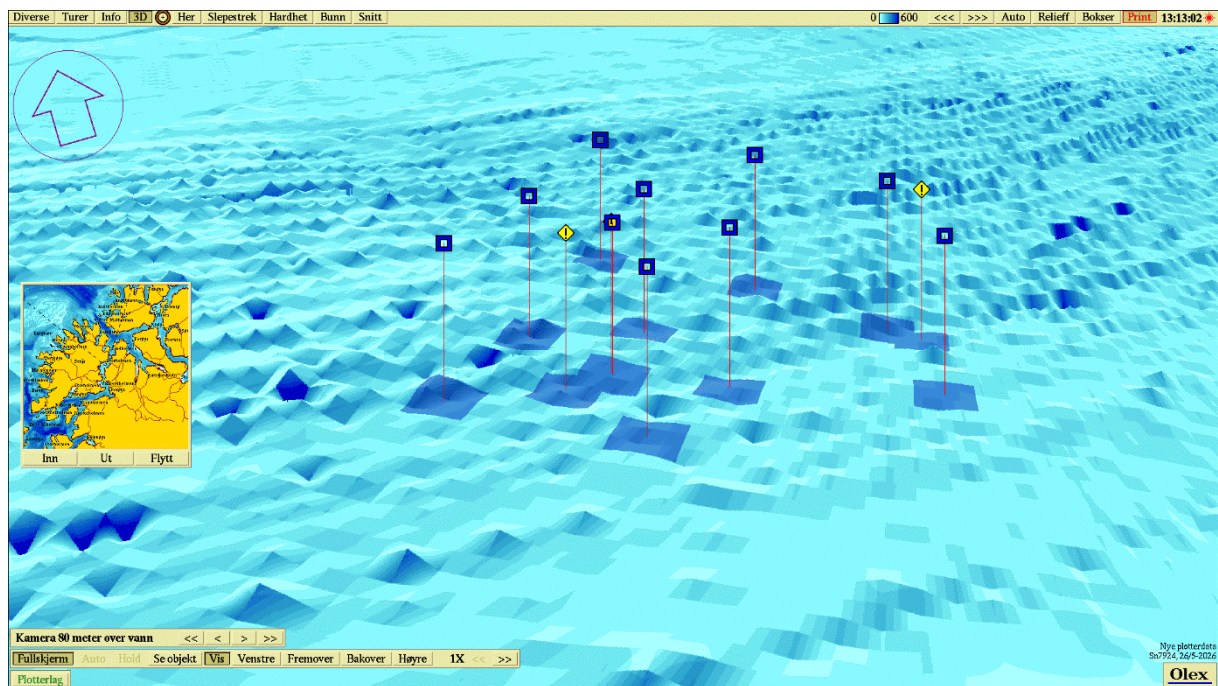 Diverse Turer Info 3D Her Slepestrek Hardhet Bunn Snitt 0 600 <<< >>> Auto Relieff Bokser Print 13:13:02
Inn Ut Flytt
Kamera 80 meter over vann << < > >>
Fullskjerm Auto Hold Se objekt Vis Venstre Fremover Bakover Høyre 1X << >>
Plotterlag
Nye plotterdata
Sn7924, 26/5-2026
Olex